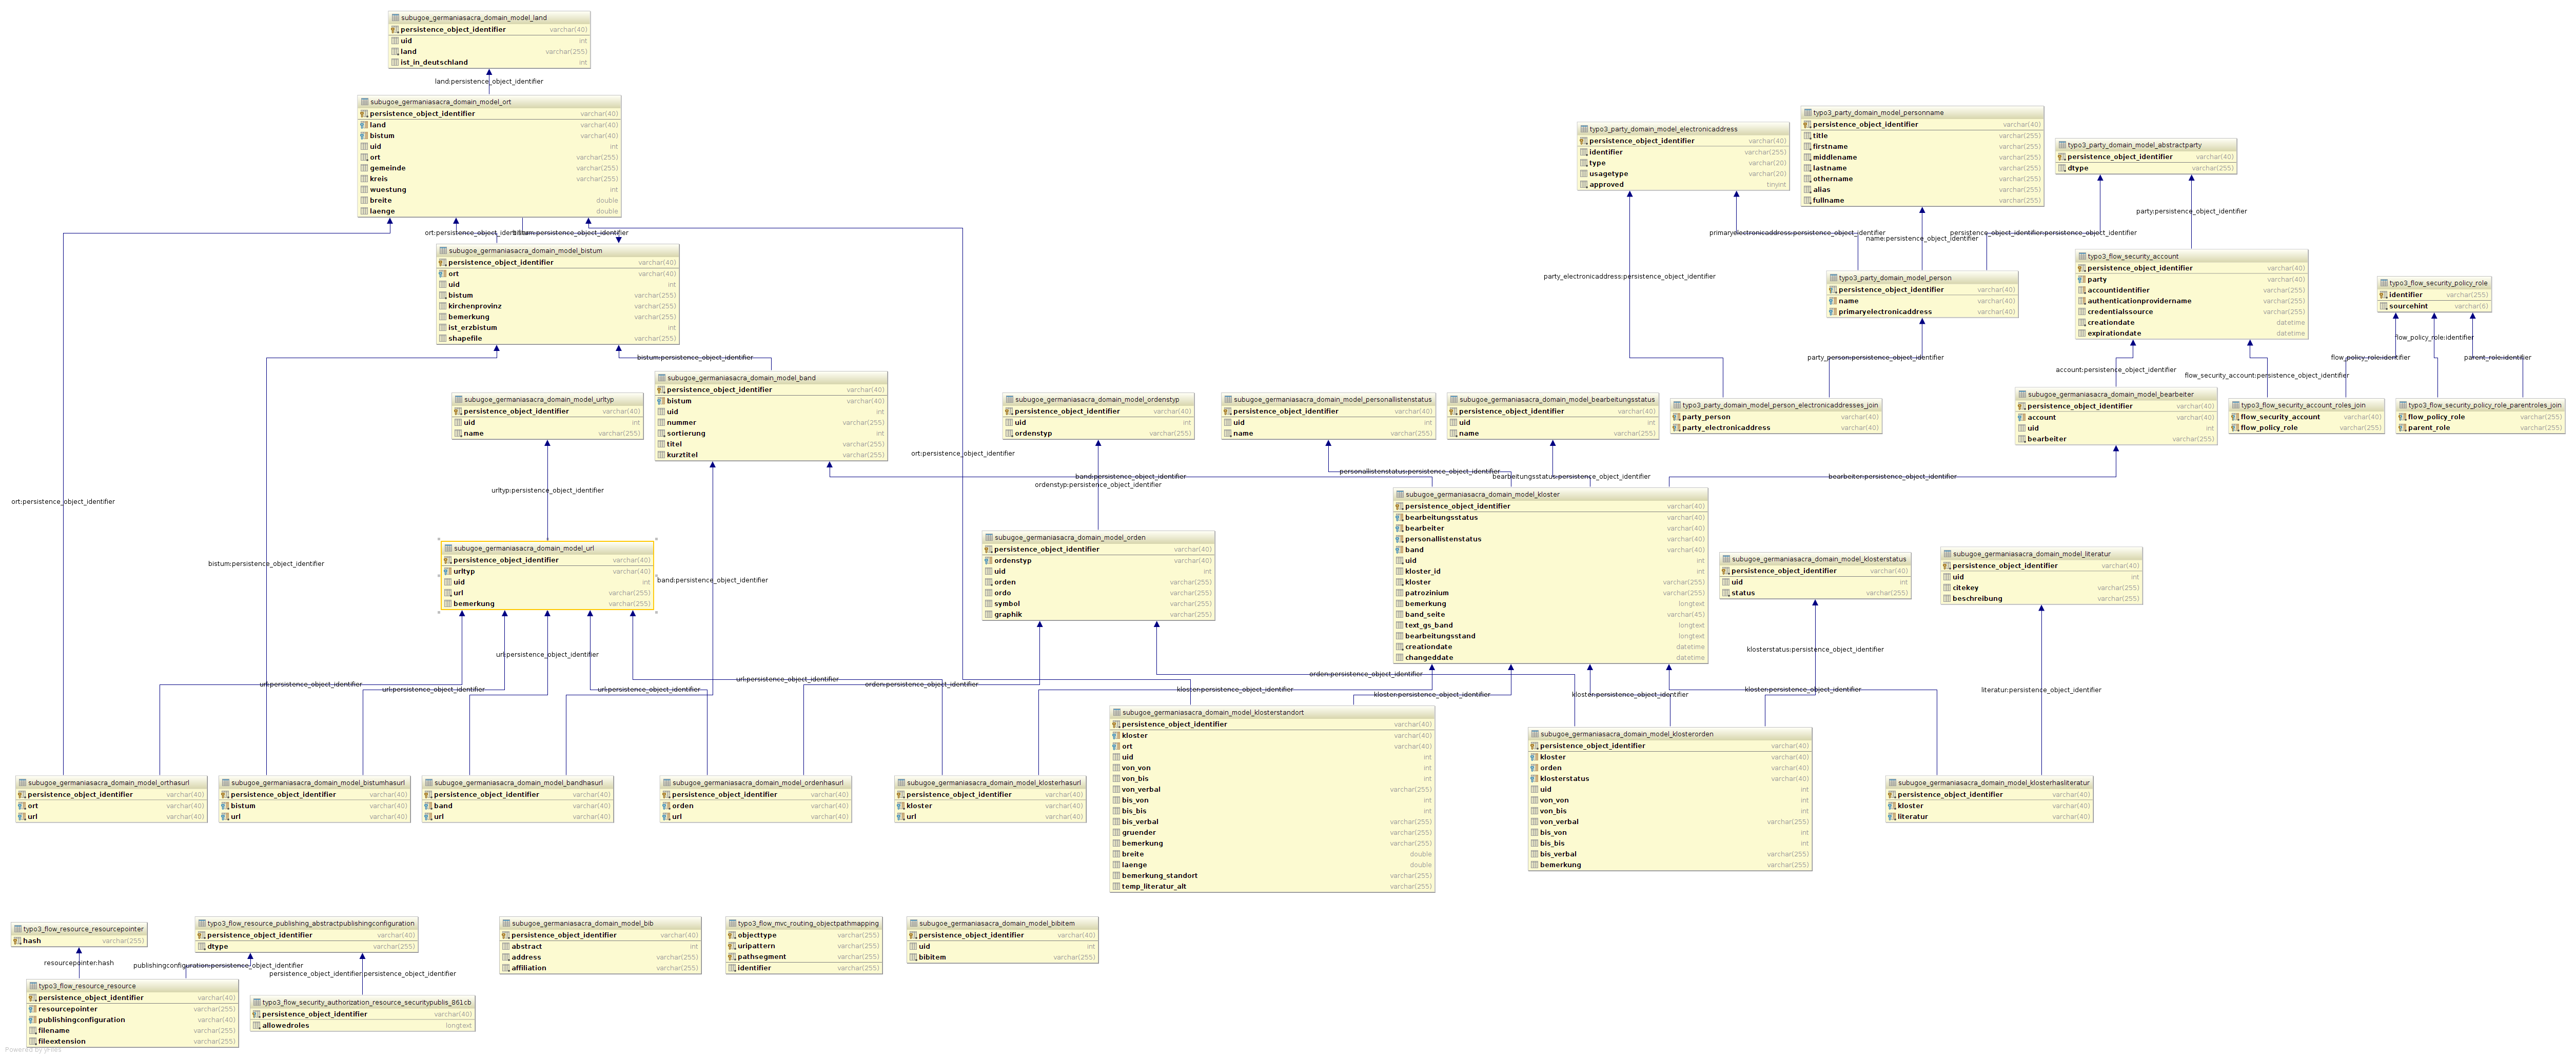 subugoe_germaniasacra_domain_model_land
persistence_object_identifier varchar(40)
uid int
land varchar(255)
ist_in_deutschland int
land:persistence_object_identifier
subugoe_germaniasacra_domain_model_ort
persistence_object_identifier varchar(40)
land varchar(40)
bistum varchar(40)
uid int
ort varchar(255)
gemeinde varchar(255)
kreis varchar(255)
wuestung int
breite double
laenge double
typo3_party_domain_model_electronicaddress
persistence_object_identifier varchar(40)
identifier varchar(255)
type varchar(20)
usagetype varchar(20)
approved tinyint
typo3_party_domain_model_personname
persistence_object_identifier varchar(40)
title varchar(255)
firstname varchar(255)
middlename varchar(255)
lastname varchar(255)
othername varchar(255)
alias varchar(255)
fullname varchar(255)
typo3_party_domain_model_abstractparty
persistence_object_identifier varchar(40)
dtype varchar(255)
party:persistence_object_identifier
ort:persistence_object_identifier
bistum:persistence_object_identifier
primaryelectronicaddress:persistence_object_identifier
name:persistence_object_identifier
persistence_object_identifier:persistence_object_identifier
subugoe_germaniasacra_domain_model_bistum
persistence_object_identifier varchar(40)
ort varchar(40)
uid int
bistum varchar(255)
kirchenprovinz varchar(255)
bemerkung varchar(255)
ist_erzbistum int
shapefile varchar(255)
party_electronicaddress:persistence_object_identifier
typo3_party_domain_model_person
persistence_object_identifier varchar(40)
name varchar(40)
primaryelectronicaddress varchar(40)
typo3_flow_security_account
persistence_object_identifier varchar(40)
party varchar(40)
accountidentifier varchar(255)
authenticationprovidername varchar(255)
credentialssource varchar(255)
creationdate datetime
expirationdate datetime
typo3_flow_security_policy_role
identifier varchar(255)
sourcehint varchar(6)
flow_policy_role:identifier
bistum:persistence_object_identifier
party_person:persistence_object_identifier
flow_policy_role:identifier
parent_role:identifier
account:persistence_object_identifier
flow_security_account:persistence_object_identifier
subugoe_germaniasacra_domain_model_band
persistence_object_identifier varchar(40)
bistum varchar(40)
uid int
nummer varchar(255)
sortierung int
titel varchar(255)
kurztitel varchar(255)
subugoe_germaniasacra_domain_model_urltyp
persistence_object_identifier varchar(40)
uid int
name varchar(255)
subugoe_germaniasacra_domain_model_ordenstyp
persistence_object_identifier varchar(40)
uid int
ordenstyp varchar(255)
subugoe_germaniasacra_domain_model_personallistenstatus
persistence_object_identifier varchar(40)
uid int
name varchar(255)
subugoe_germaniasacra_domain_model_bearbeitungsstatus
persistence_object_identifier varchar(40)
uid int
name varchar(255)
typo3_party_domain_model_person_electronicaddresses_join
party_person varchar(40)
party_electronicaddress varchar(40)
subugoe_germaniasacra_domain_model_bearbeiter
persistence_object_identifier varchar(40)
account varchar(40)
uid int
bearbeiter varchar(255)
typo3_flow_security_account_roles_join
flow_security_account varchar(40)
flow_policy_role varchar(255)
typo3_flow_security_policy_role_parentroles_join
flow_policy_role varchar(255)
parent_role varchar(255)
ort:persistence_object_identifier
personallistenstatus:persistence_object_identifier
band:persistence_object_identifier
bearbeitungsstatus:persistence_object_identifier
bearbeiter:persistence_object_identifier
ordenstyp:persistence_object_identifier
urltyp:persistence_object_identifier
ort:persistence_object_identifier
subugoe_germaniasacra_domain_model_kloster
persistence_object_identifier varchar(40)
bearbeitungsstatus varchar(40)
bearbeiter varchar(40)
personallistenstatus varchar(40)
band varchar(40)
uid int
kloster_id int
kloster varchar(255)
patrozinium varchar(255)
bemerkung longtext
band_seite varchar(45)
text_gs_band longtext
bearbeitungsstand longtext
creationdate datetime
changeddate datetime
subugoe_germaniasacra_domain_model_orden
persistence_object_identifier varchar(40)
ordenstyp varchar(40)
uid int
orden varchar(255)
ordo varchar(255)
symbol varchar(255)
graphik varchar(255)
subugoe_germaniasacra_domain_model_url
persistence_object_identifier varchar(40)
urltyp varchar(40)
uid int
url varchar(255)
bemerkung varchar(255)
subugoe_germaniasacra_domain_model_klosterstatus
persistence_object_identifier varchar(40)
uid int
status varchar(255)
subugoe_germaniasacra_domain_model_literatur
persistence_object_identifier varchar(40)
uid int
citekey varchar(255)
beschreibung varchar(255)
bistum:persistence_object_identifier
band:persistence_object_identifier
klosterstatus:persistence_object_identifier
url:persistence_object_identifier
orden:persistence_object_identifier
url:persistence_object_identifier
url:persistence_object_identifier
orden:persistence_object_identifier
url:persistence_object_identifier
url:persistence_object_identifier
kloster:persistence_object_identifier
kloster:persistence_object_identifier
kloster:persistence_object_identifier
kloster:persistence_object_identifier
literatur:persistence_object_identifier
subugoe_germaniasacra_domain_model_klosterstandort
persistence_object_identifier varchar(40)
kloster varchar(40)
ort varchar(40)
uid int
von_von int
von_bis int
von_verbal varchar(255)
bis_von int
bis_bis int
bis_verbal varchar(255)
gruender varchar(255)
bemerkung varchar(255)
breite double
laenge double
bemerkung_standort varchar(255)
temp_literatur_alt varchar(255)
subugoe_germaniasacra_domain_model_klosterorden
persistence_object_identifier varchar(40)
kloster varchar(40)
orden varchar(40)
klosterstatus varchar(40)
uid int
von_von int
von_bis int
von_verbal varchar(255)
bis_von int
bis_bis int
bis_verbal varchar(255)
bemerkung varchar(255)
subugoe_germaniasacra_domain_model_orthasurl
persistence_object_identifier varchar(40)
ort varchar(40)
url varchar(40)
subugoe_germaniasacra_domain_model_bistumhasurl
persistence_object_identifier varchar(40)
bistum varchar(40)
url varchar(40)
subugoe_germaniasacra_domain_model_bandhasurl
persistence_object_identifier varchar(40)
band varchar(40)
url varchar(40)
subugoe_germaniasacra_domain_model_ordenhasurl
persistence_object_identifier varchar(40)
orden varchar(40)
url varchar(40)
subugoe_germaniasacra_domain_model_klosterhasurl
persistence_object_identifier varchar(40)
kloster varchar(40)
url varchar(40)
subugoe_germaniasacra_domain_model_klosterhasliteratur
persistence_object_identifier varchar(40)
kloster varchar(40)
literatur varchar(40)
typo3_flow_resource_resourcepointer
hash varchar(255)
typo3_flow_resource_publishing_abstractpublishingconfiguration
persistence_object_identifier varchar(40)
dtype varchar(255)
subugoe_germaniasacra_domain_model_bib
persistence_object_identifier varchar(40)
abstract int
address varchar(255)
affiliation varchar(255)
typo3_flow_mvc_routing_objectpathmapping
objecttype varchar(255)
uripattern varchar(255)
pathsegment varchar(255)
identifier varchar(255)
subugoe_germaniasacra_domain_model_bibitem
persistence_object_identifier varchar(40)
uid int
bibitem varchar(255)
resourcepointer:hash
publishingconfiguration:persistence_object_identifier
persistence_object_identifier:persistence_object_identifier
typo3_flow_resource_resource
persistence_object_identifier varchar(40)
resourcepointer varchar(255)
publishingconfiguration varchar(40)
filename varchar(255)
fileextension varchar(255)
typo3_flow_security_authorization_resource_securitypublis_861cb
persistence_object_identifier varchar(40)
allowedroles longtext
Powered by yFiles